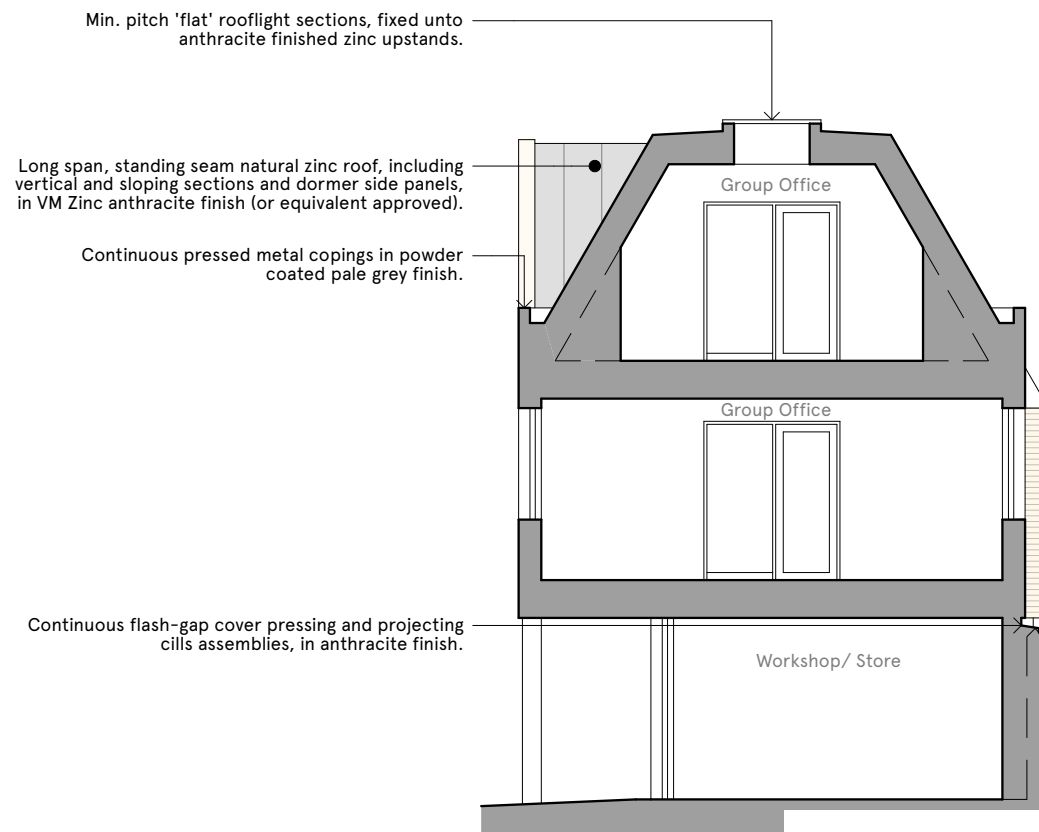 Min. pitch 'flat' rooflight sections, fixed unto
anthracite finished zinc upstands.
Long span, standing seam natural zinc roof, including
vertical and sloping sections and dormer side panels,
in VM Zinc anthracite finish (or equivalent approved).
Group Office
Continuous pressed metal copings in powder
coated pale grey finish.
Group Office
Continuous flash-gap cover pressing and projecting
cills assemblies, in anthracite finish.
Workshop/ Store